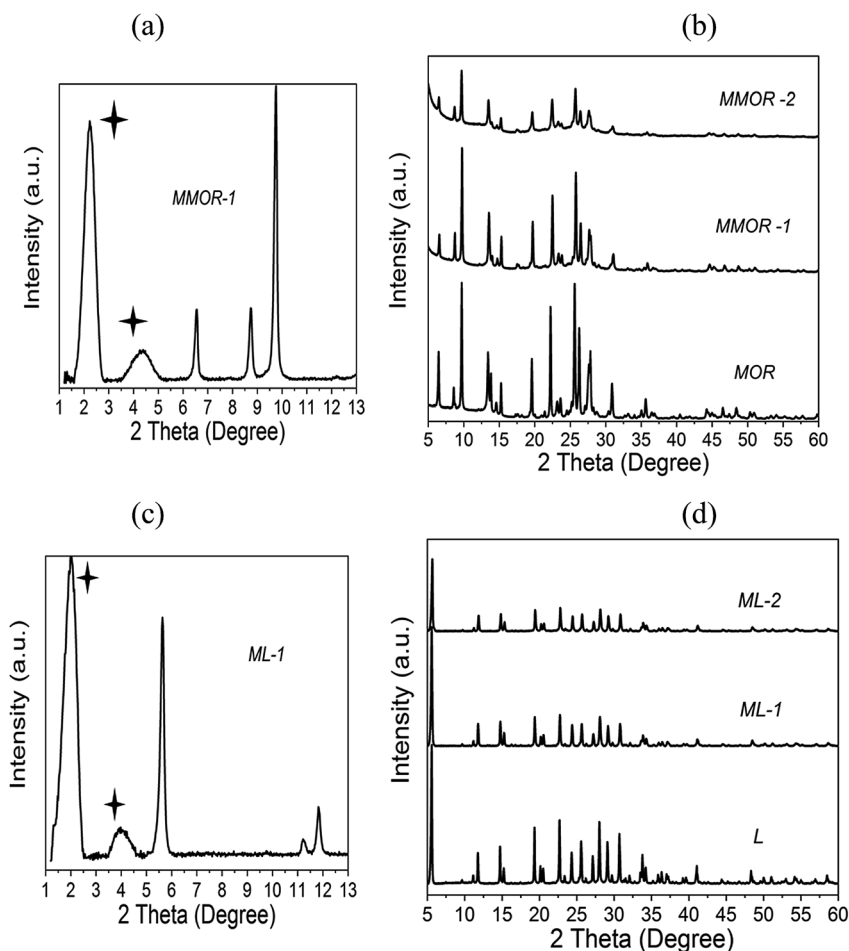 (a)
Intensity (a.u.)
MMOR-1
1 2 3 4 5 6 7 8 9 10 11 12 13
2 Theta (Degree)
(b)
Intensity (a.u.)
MMOR -2
MMOR -1
MOR
5 10 15 20 25 30 35 40 45 50 55 60
2 Theta (Degree)
(c)
Intensity (a.u.)
ML-1
1 2 3 4 5 6 7 8 9 10 11 12 13
2 Theta (Degree)
(d)
Intensity (a.u.)
ML-2
ML-1
L
5 10 15 20 25 30 35 40 45 50 55 60
2 Theta (Degree)